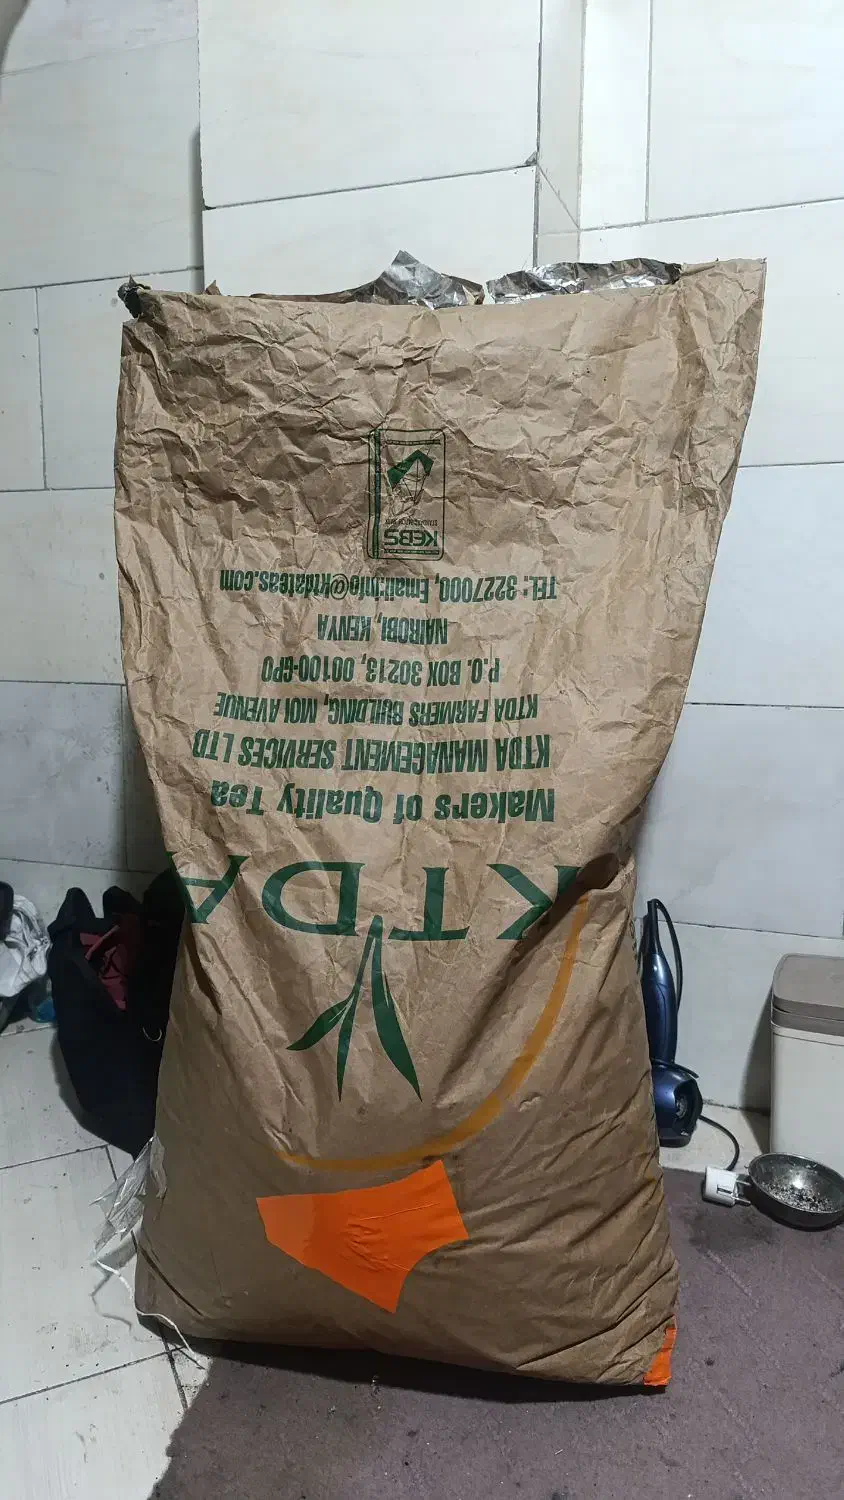 KTDA
Makers of Quality Tea
KTDA MANAGEMENT SERVICES LTD
KTDA FARMERS BUILDING, MOI AVENUE
P.O. BOX 30213, 00100-GPO
NAIROBI, KENYA
TEL: 3227000, Email:info@ktdateas.com
KEBS